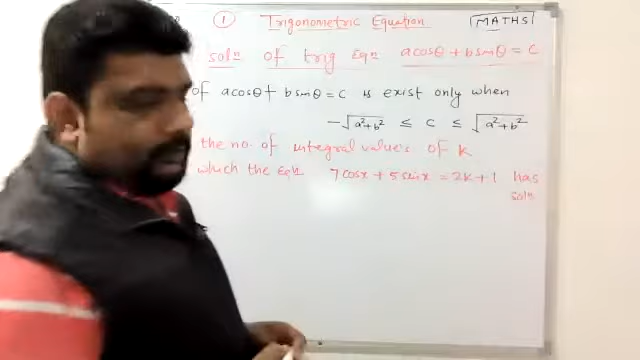 ① Trigonometric Equation MATHS
soln of trig Eqn acosθ + bsinθ = C
of acosθ + bsinθ = c is exist only when
-√a²+b² ≤ c ≤ √a²+b²
the no. of integral value's of K
which the Eqn 7cosx + 5sinx = 2K + 1 has
soln